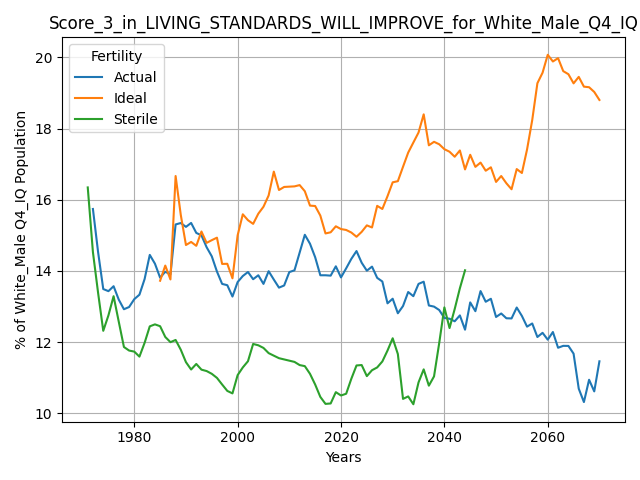 Score_3_in_LIVING_STANDARDS_WILL_IMPROVE_for_White_Male_Q4_IQ
Fertility
Actual
Ideal
Sterile
% of White_Male Q4_IQ Population
20
18
16
14
12
10
1980
2000
2020
2040
2060
Years